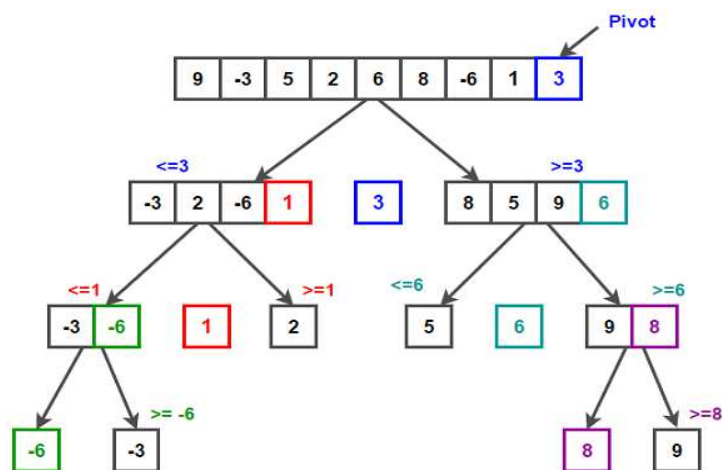 Pivot
9 -3 5 2 6 8 -6 1 3
<=3 >=3
-3 2 -6 1 3 8 5 9 6
<=1 >=1 <=6 >=6
-3 -6 1 2 5 6 9 8
>= -6 >=8
-6 -3 8 9